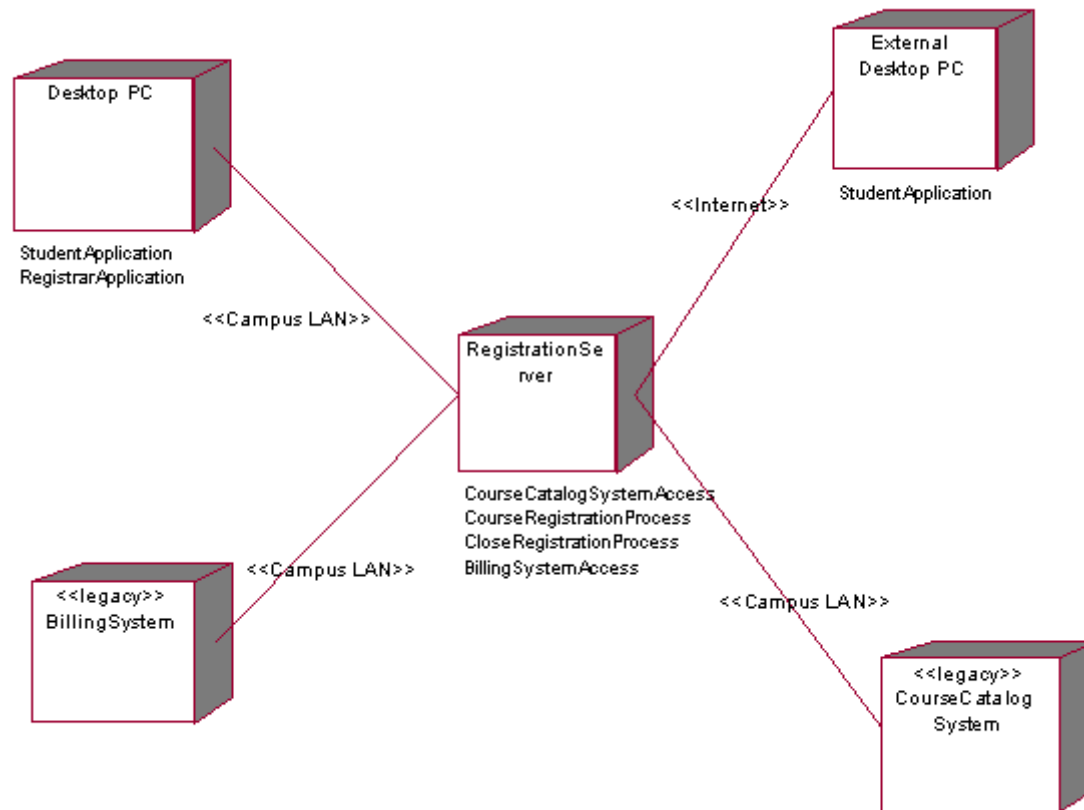 External
Desktop PC
Desktop PC
StudentApplication
<<Internet>>
StudentApplication
RegistrarApplication
<<Campus LAN>>
RegistrationSe
rver
CourseCatalogSystemAccess
CourseRegistrationProcess
CloseRegistrationProcess
BillingSystemAccess
<<Campus LAN>>
<<legacy>>
BillingSystem
<<Campus LAN>>
<<legacy>>
CourseCatalog
System